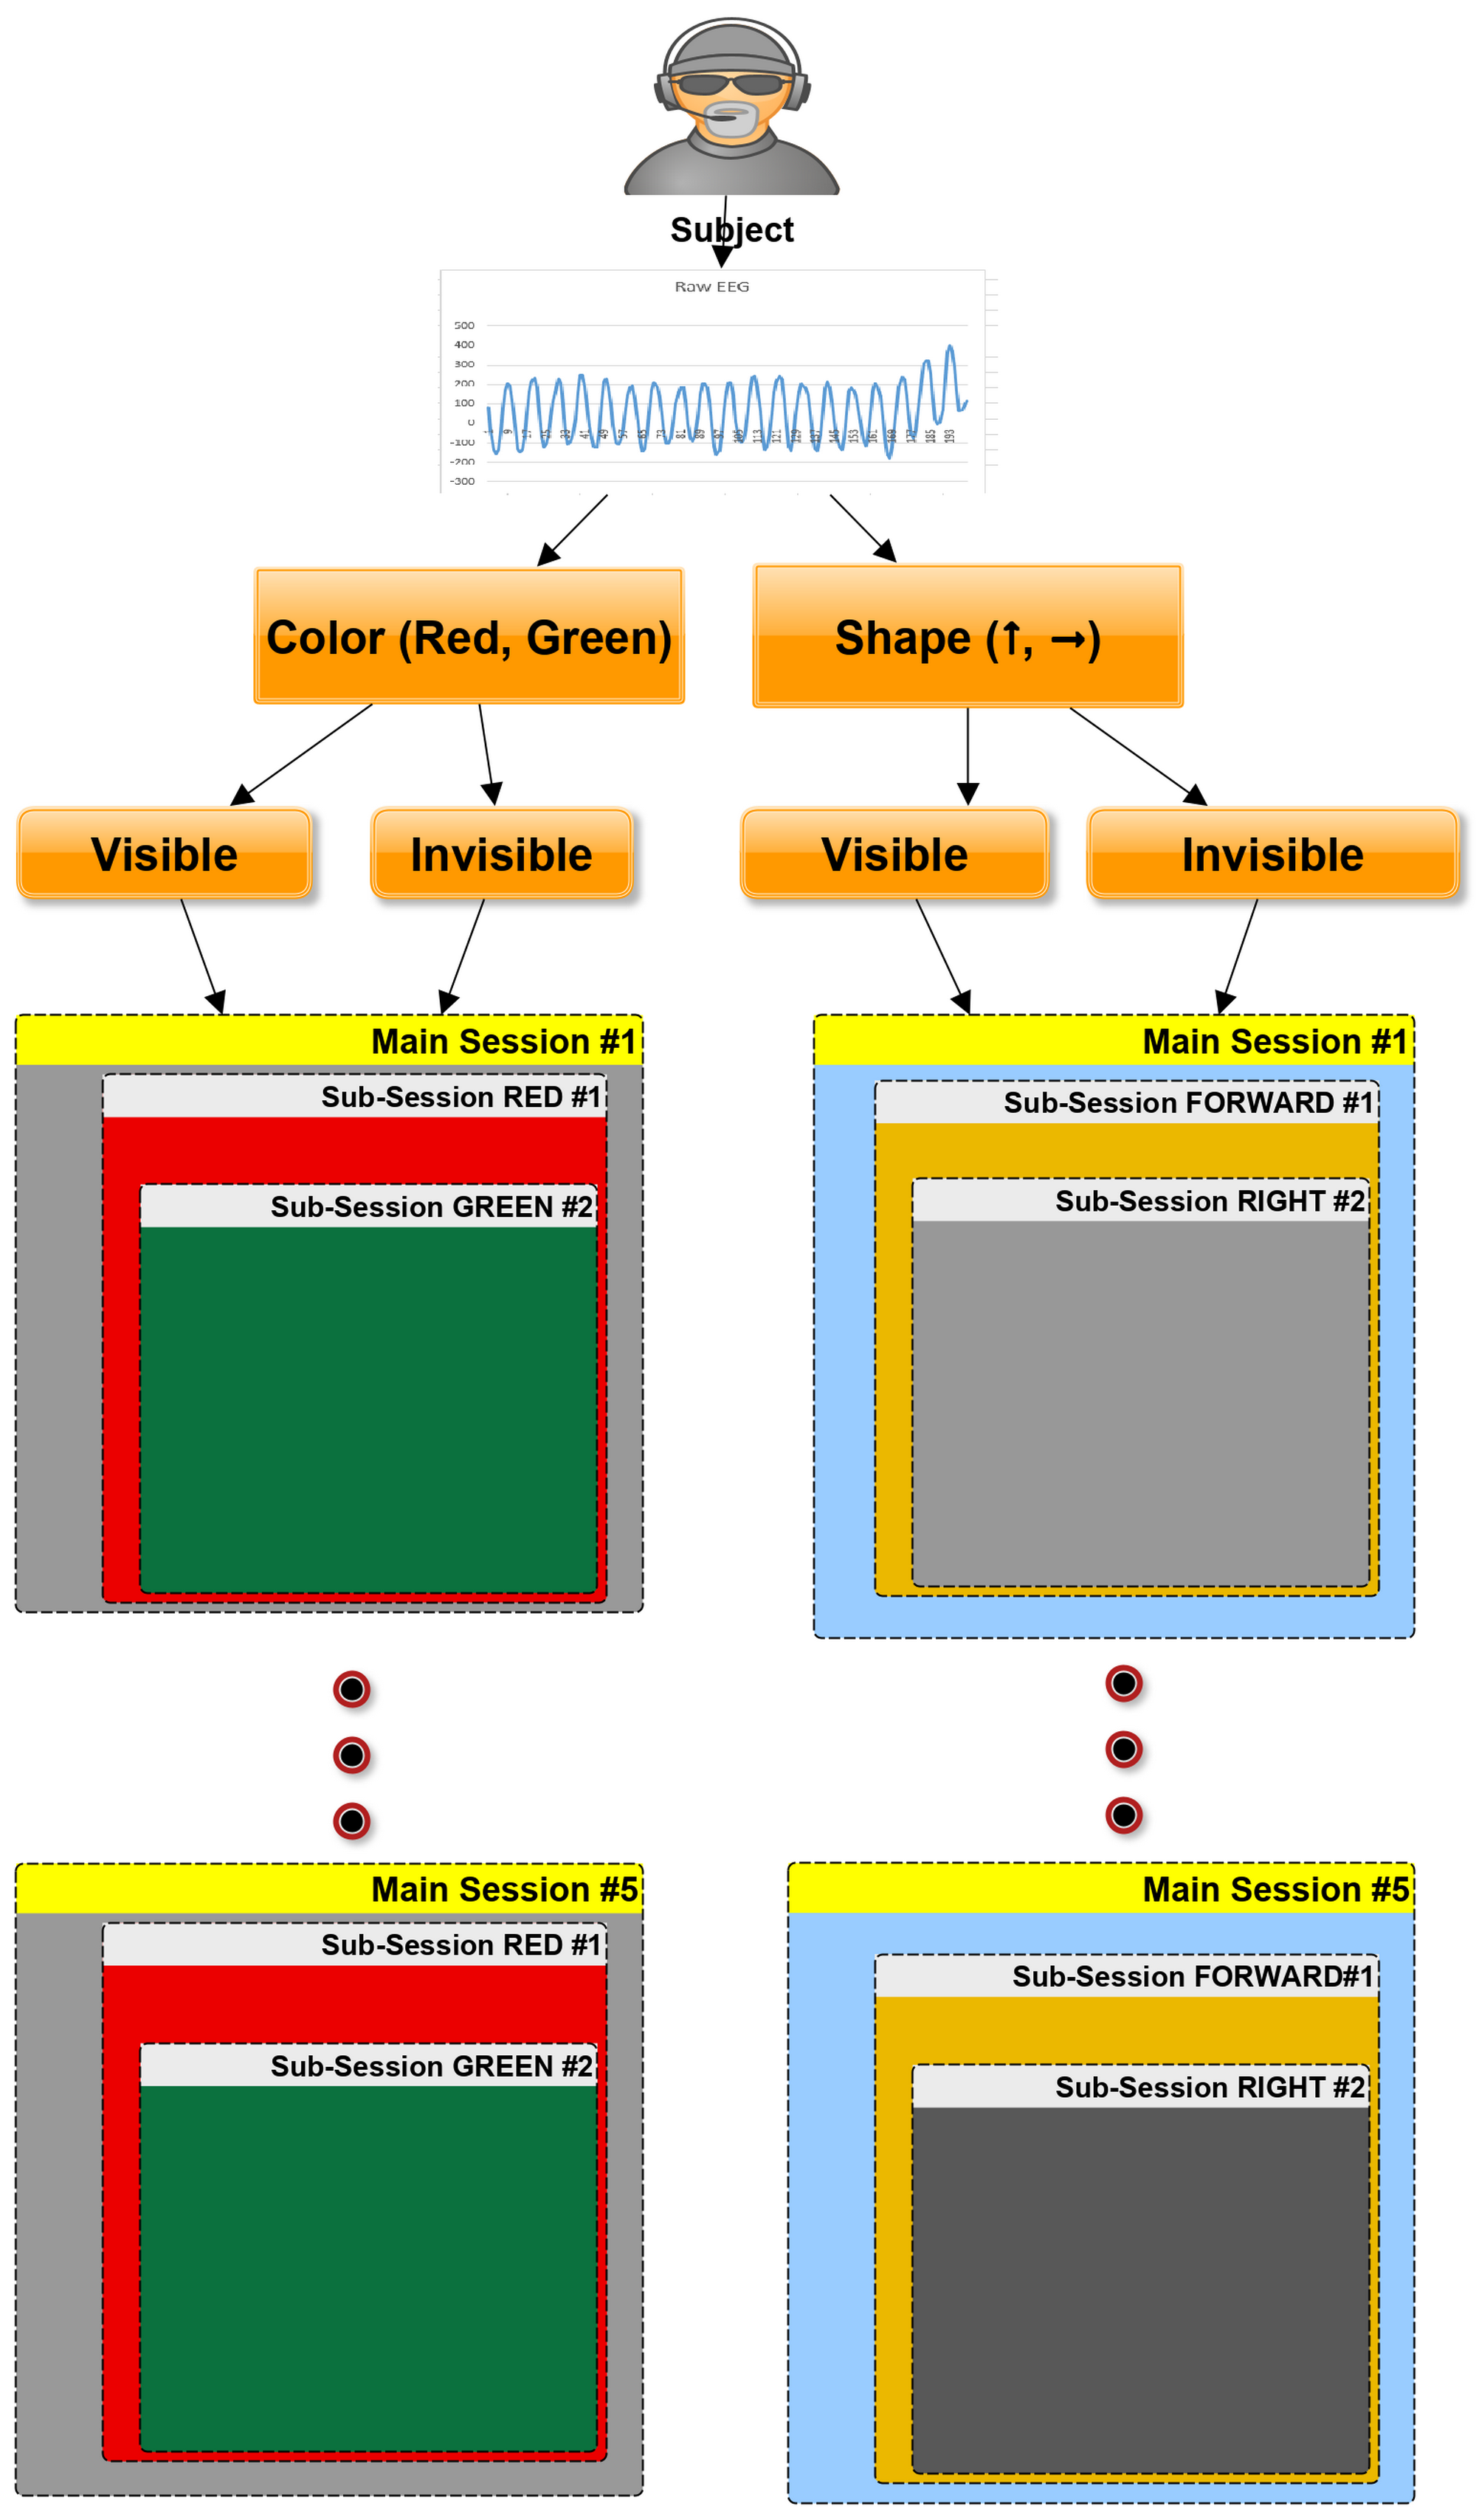 Subject
Raw EEG
500
400
300
200
100
0
-100
-200
-300
1 9 17 25 33 41 49 57 65 73 81 89 97 105 113 121 129 137 145 153 161 169 177 185 193
Color (Red, Green)
Shape (↑, →)
Visible
Invisible
Visible
Invisible
Main Session #1
Sub-Session RED #1
Sub-Session GREEN #2
Main Session #1
Sub-Session FORWARD #1
Sub-Session RIGHT #2
Main Session #5
Sub-Session RED #1
Sub-Session GREEN #2
Main Session #5
Sub-Session FORWARD#1
Sub-Session RIGHT #2